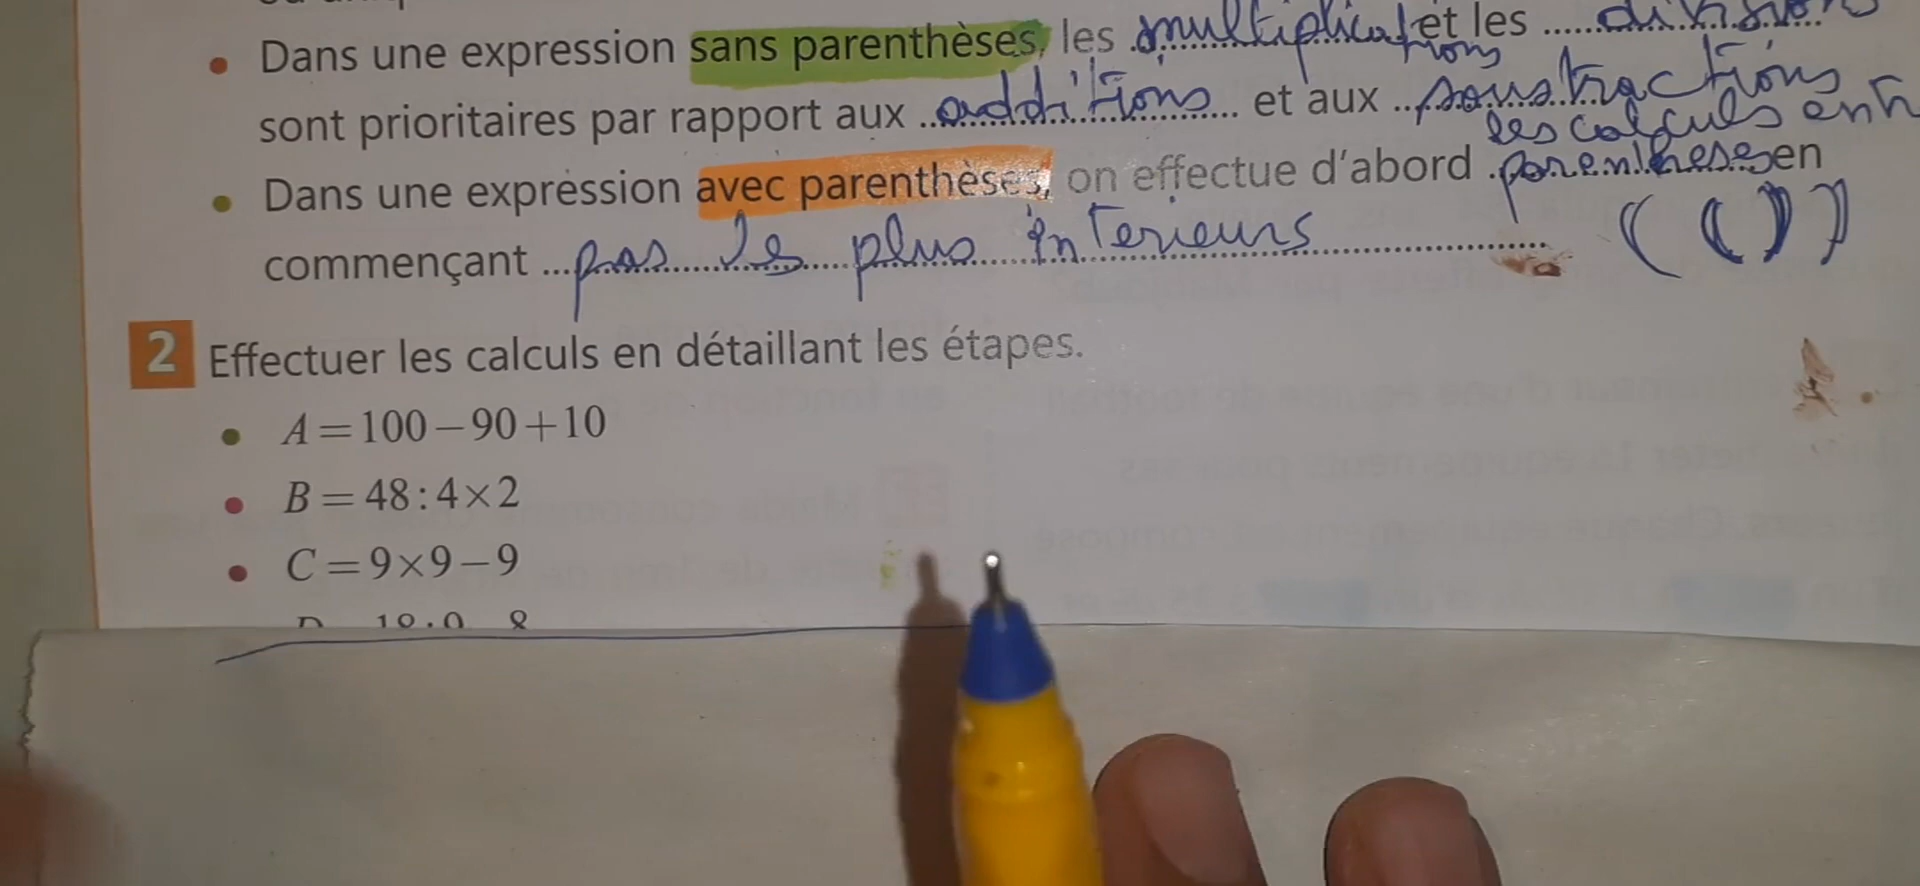 Dans une expression sans parenthèses, les multiplications et les divisions
sont prioritaires par rapport aux additions et aux soustractions
Dans une expression avec parenthèses, on effectue d'abord les calculs entre parenthèses en
commençant pas les plus interieurs ( ( ) )
2 Effectuer les calculs en détaillant les étapes.
A = 100 − 90 + 10
B = 48 : 4 × 2
C = 9 × 9 − 9